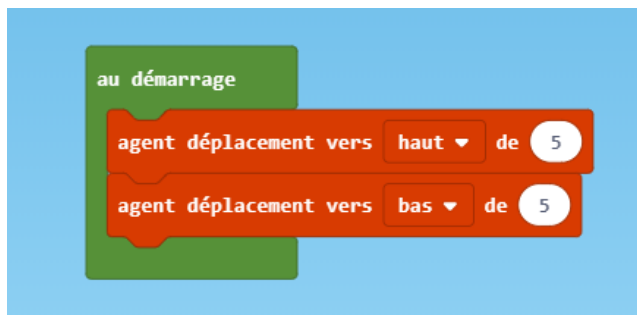 au démarrage
agent déplacement vers haut de 5
agent déplacement vers bas de 5